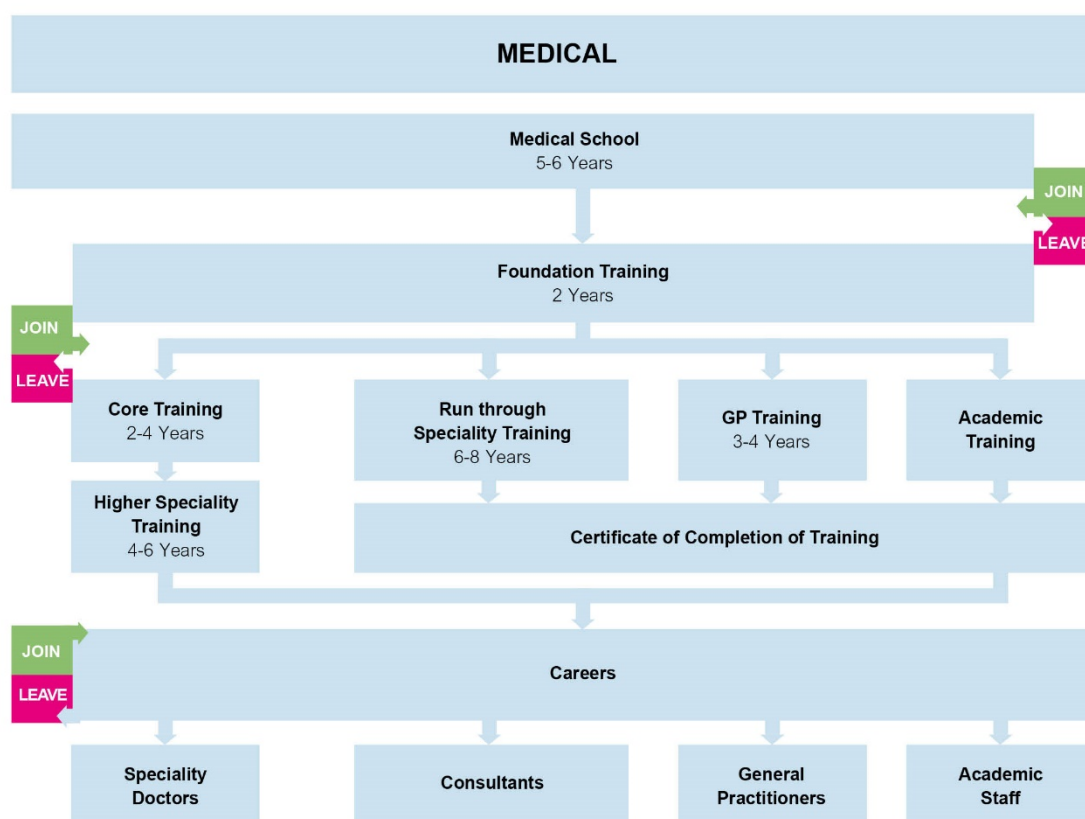 MEDICAL
Medical School
5-6 Years
JOIN
LEAVE
Foundation Training
2 Years
JOIN
LEAVE
Core Training
2-4 Years
Run through
Speciality Training
6-8 Years
GP Training
3-4 Years
Academic
Training
Higher Speciality
Training
4-6 Years
Certificate of Completion of Training
JOIN
LEAVE
Careers
Speciality
Doctors
Consultants
General
Practitioners
Academic
Staff